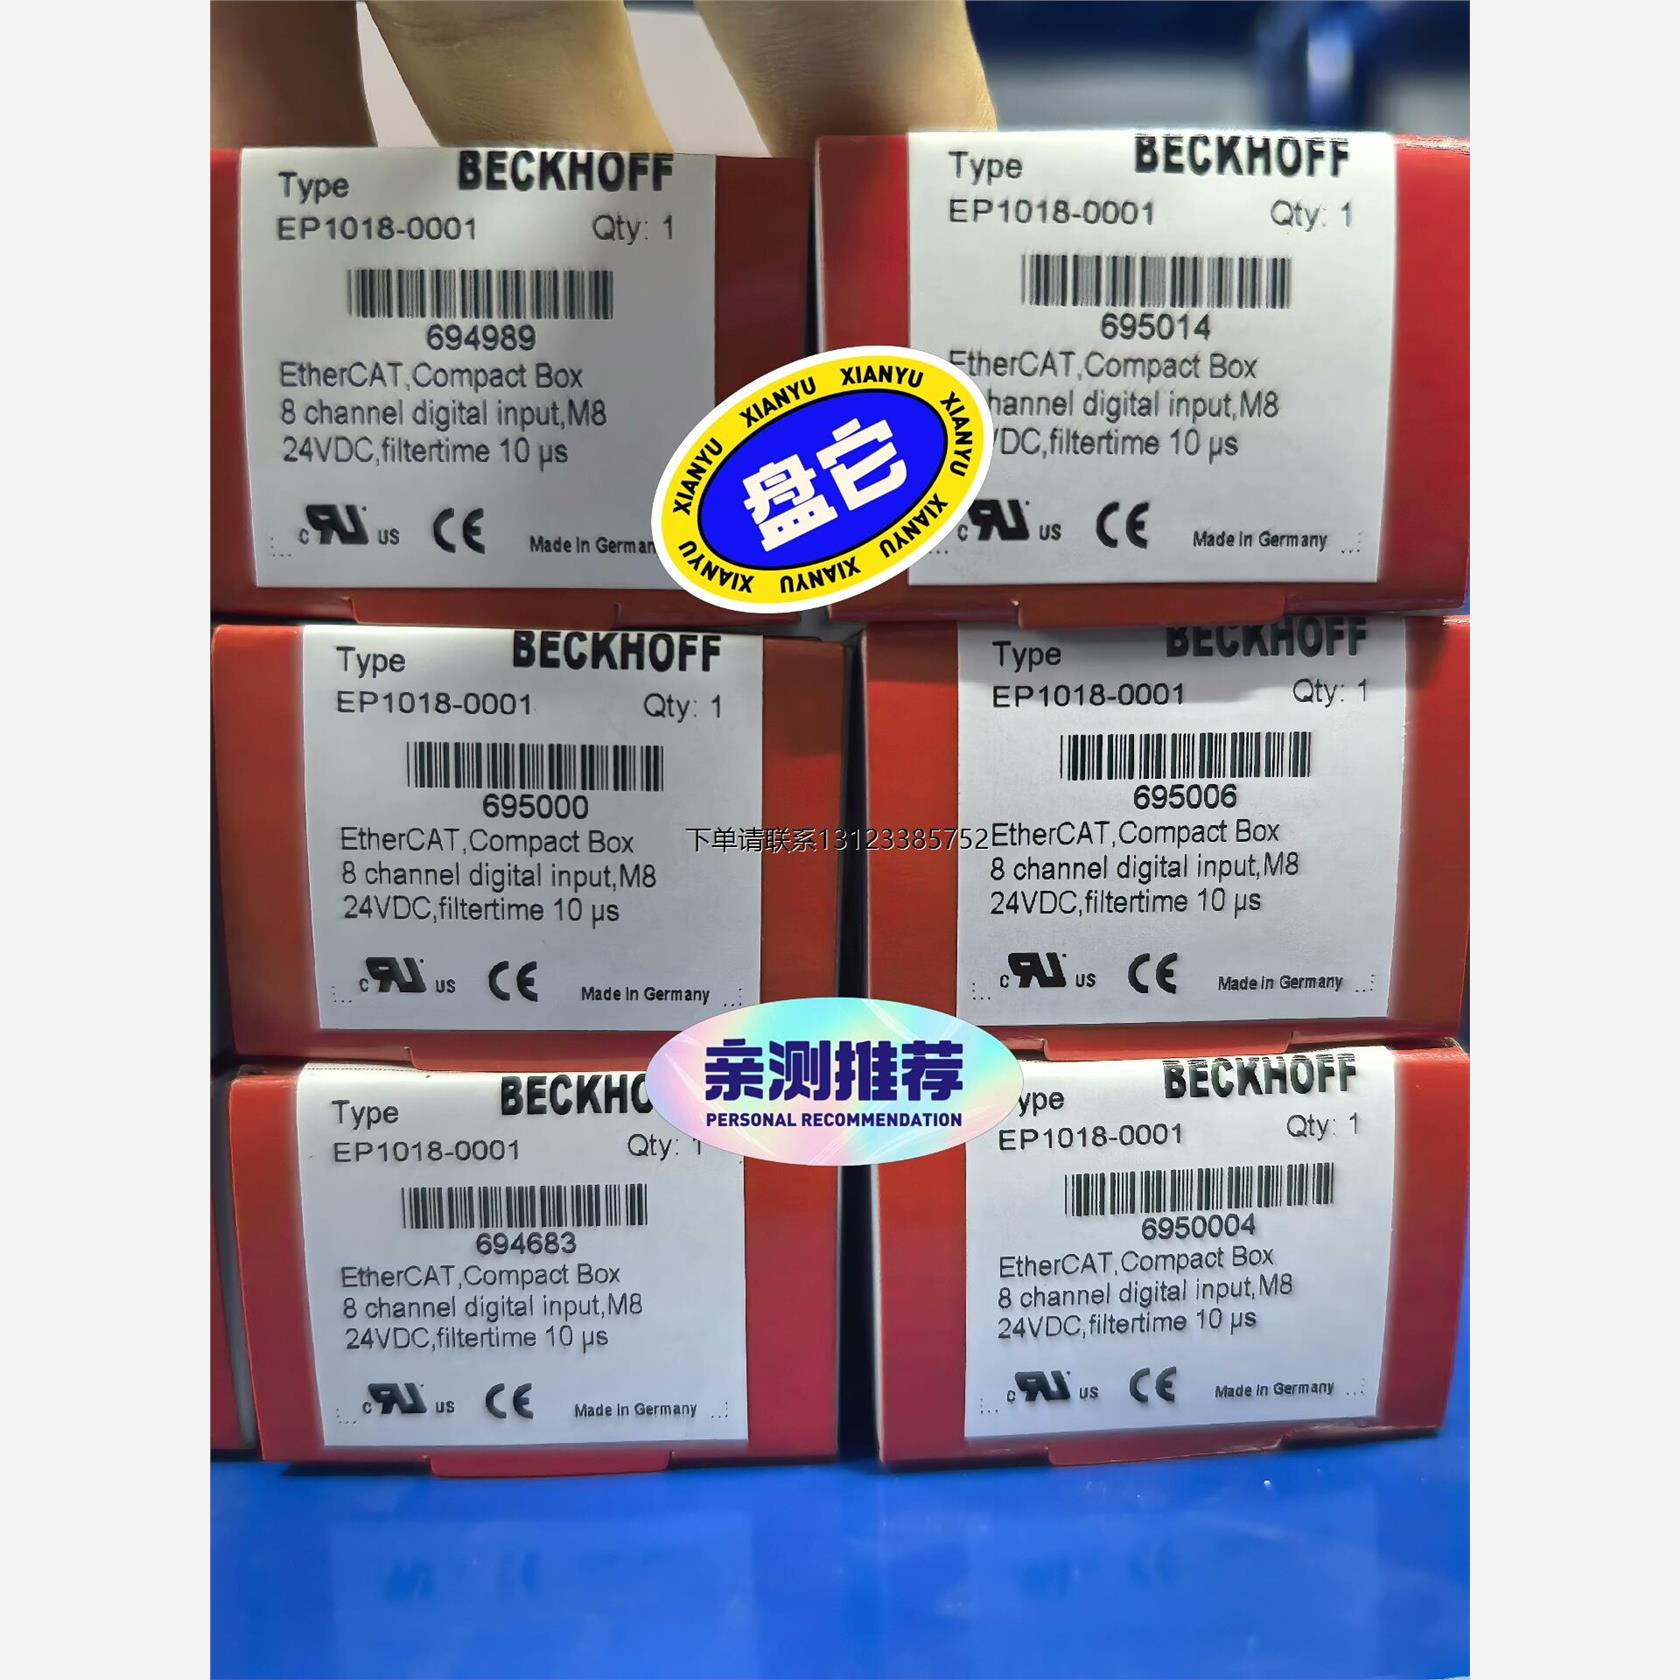 Type BECKHOFF
EP1018-0001 Qty: 1
694989
EtherCAT,Compact Box
8 channel digital input,M8
24VDC,filtertime 10 µs
c RU US CE Made in German
Type BECKHOFF
EP1018-0001 Qty: 1
695014
EtherCAT,Compact Box
hannel digital input,M8
VDC,filtertime 10 µs
c RU US CE Made in Germany
XIANYU XIANYU XIANYU XIANYU XIANYU XIANYU XIANYU XIANYU
盘它
Type BECKHOFF
EP1018-0001 Qty: 1
695000
EtherCAT,Compact Box
8 channel digital input,M8
24VDC,filtertime 10 µs
c RU US CE Made in Germany
Type BECKHOFF
EP1018-0001 Qty: 1
695006
EtherCAT,Compact Box
8 channel digital input,M8
24VDC,filtertime 10 µs
c RU US CE Made in Germany
下单请联系13123385752
亲测推荐
PERSONAL RECOMMENDATION
Type BECKHO
EP1018-0001 Qty: 1
694683
EtherCAT,Compact Box
8 channel digital input,M8
24VDC,filtertime 10 µs
c RU US CE Made in Germany
ype BECKHOFF
EP1018-0001 Qty: 1
6950004
EtherCAT,Compact Box
8 channel digital input,M8
24VDC,filtertime 10 µs
c RU US CE Made in Germany